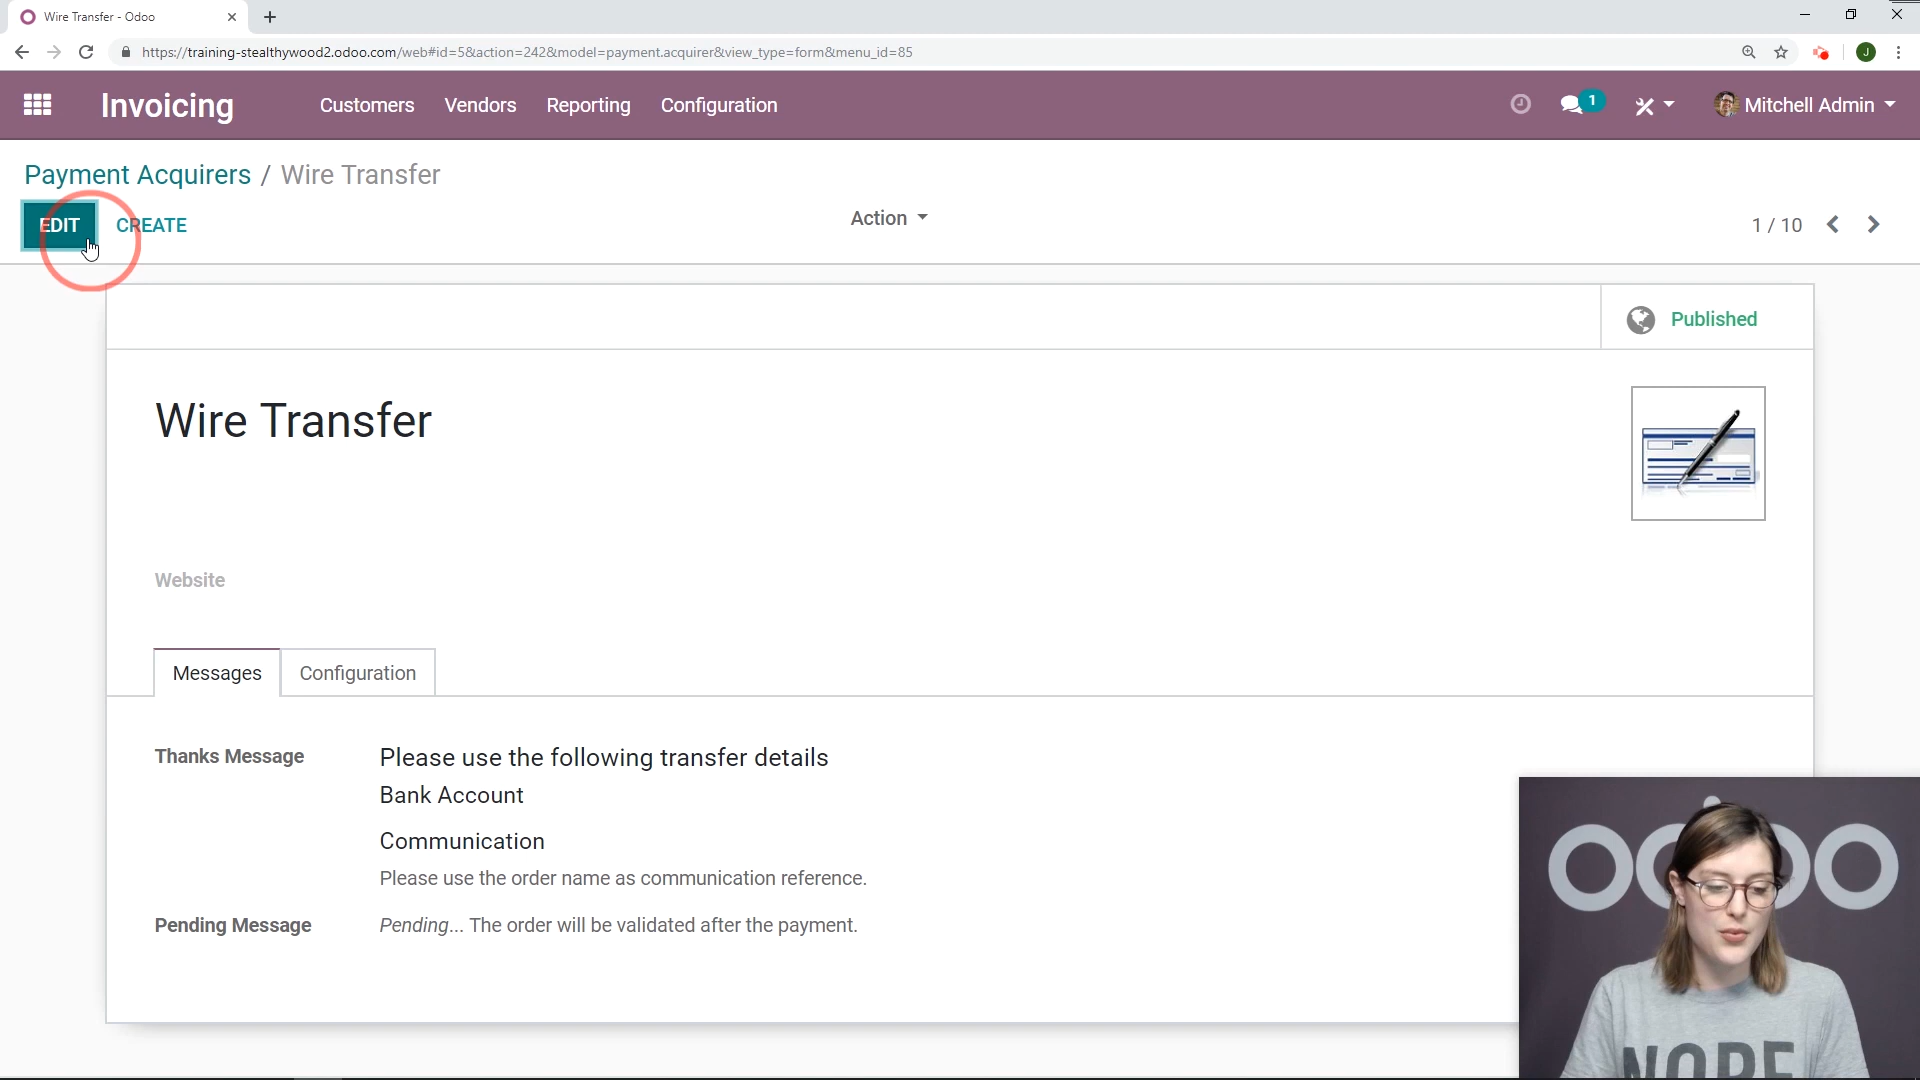 Wire Transfer - Odoo
https://training-stealthywood2.odoo.com/web#id=5&action=242&model=payment.acquirer&view_type=form&menu_id=85
J
Invoicing Customers Vendors Reporting Configuration 1 Mitchell Admin
Payment Acquirers / Wire Transfer
EDIT CREATE Action 1 / 10
Published
Wire Transfer
Website
Messages Configuration
Thanks Message Please use the following transfer details
Bank Account
Communication
Please use the order name as communication reference.
Pending Message Pending... The order will be validated after the payment.
odoo
NOPE